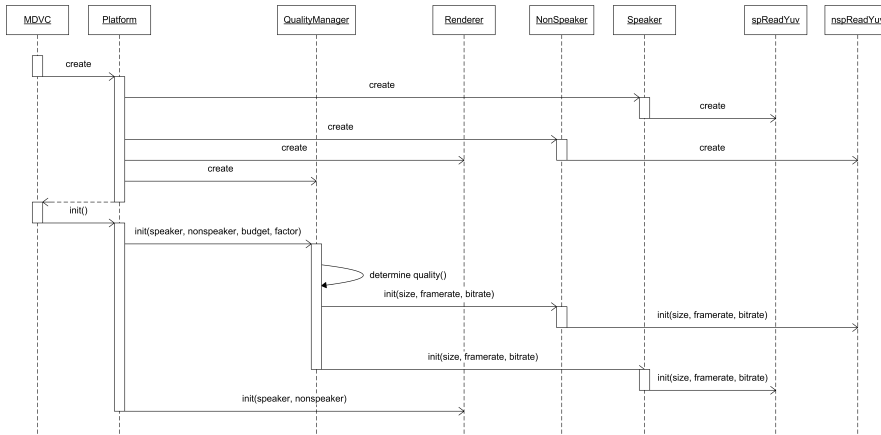 MDVC
Platform
QualityManager
Renderer
NonSpeaker
Speaker
spReadYuv
nspReadYuv
create
create
create
create
create
create
create
init()
init(speaker, nonspeaker, budget, factor)
determine quality()
init(size, framerate, bitrate)
init(size, framerate, bitrate)
init(size, framerate, bitrate)
init(size, framerate, bitrate)
init(speaker, nonspeaker)